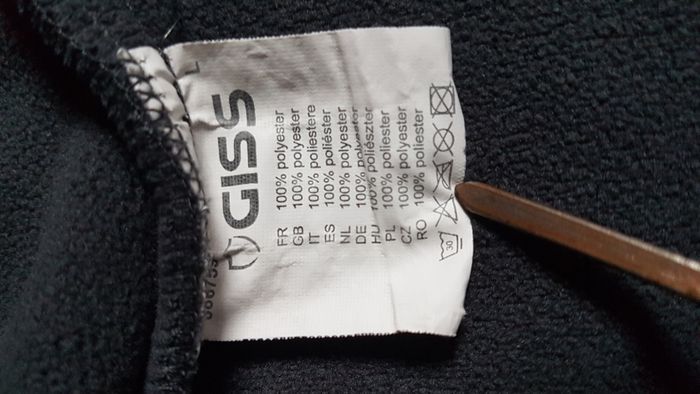 L
GISS
FR 100% polyester
GB 100% polyester
IT 100% poliestere
ES 100% poliéster
NL 100% polyester
DE 100% polyester
HU 100% poliészter
PL 100% poliester
CZ 100% polyester
RO 100% poliester
30